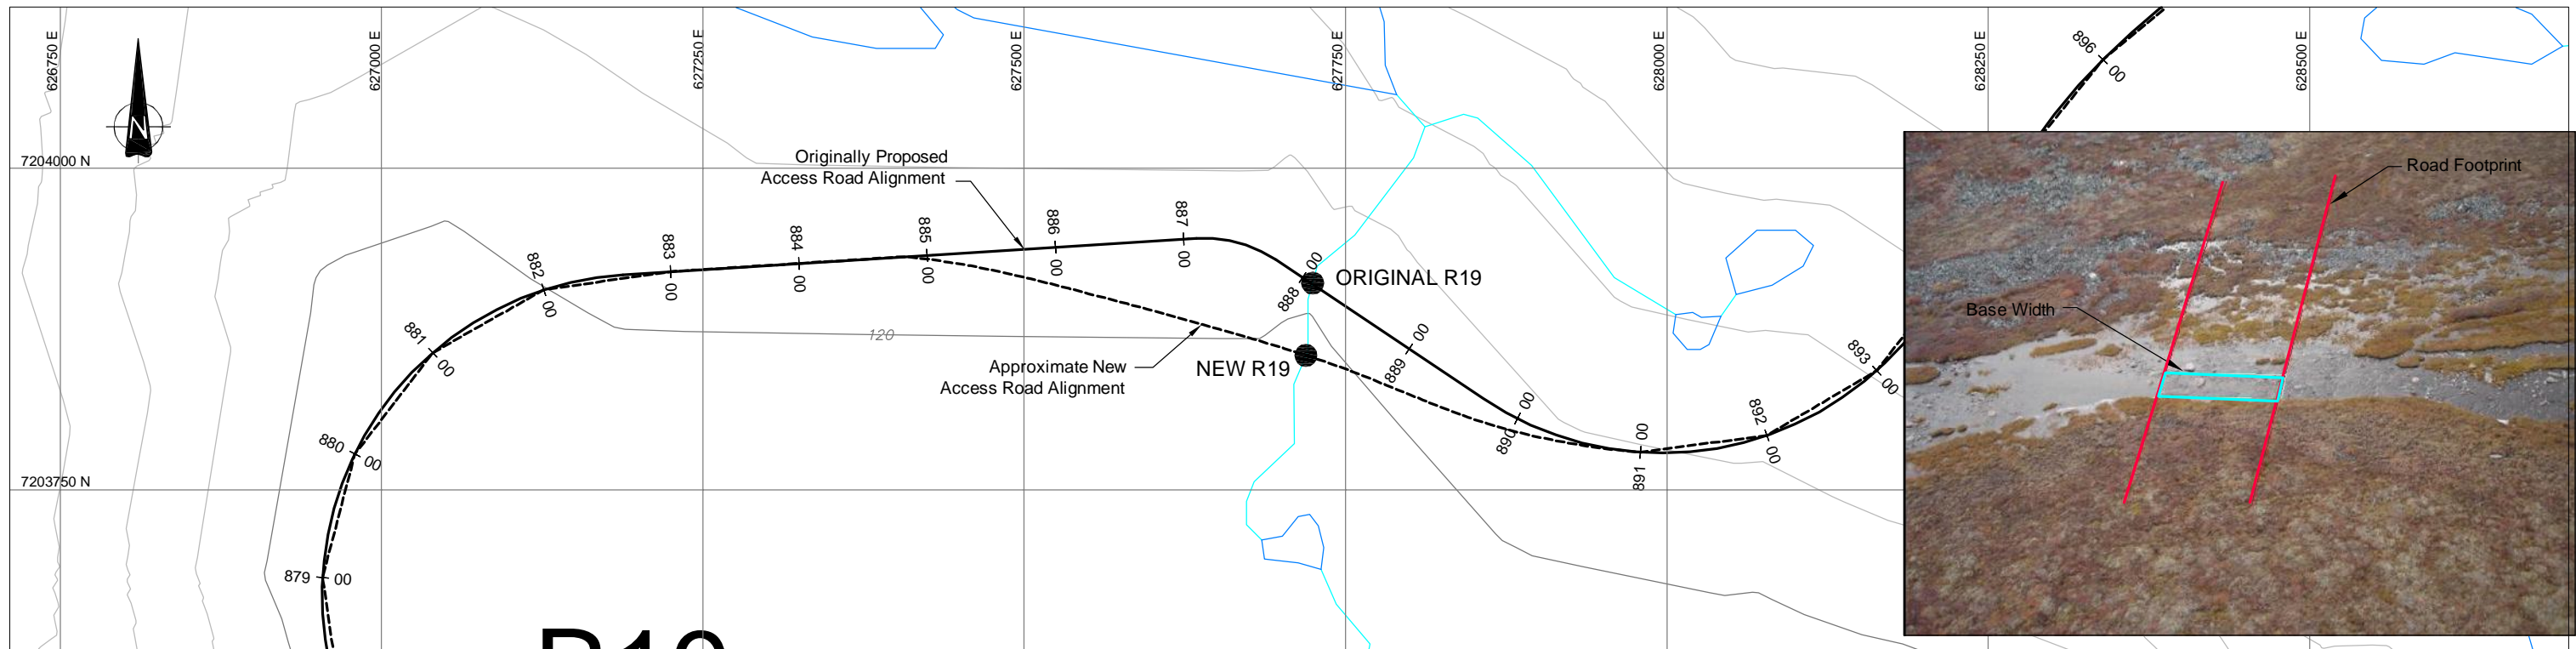 626750 E
627000 E
627250 E
627500 E
627750 E
628000 E
628250 E
628500 E
N
7204000 N
7203750 N
Originally Proposed
Access Road Alignment
Approximate New
Access Road Alignment
ORIGINAL R19
NEW R19
120
879 00
880 00
881 00
882 00
883 00
884 00
885 00
886 00
887 00
888 00
889 00
890 00
891 00
892 00
893 00
896 00
Road Footprint
Base Width